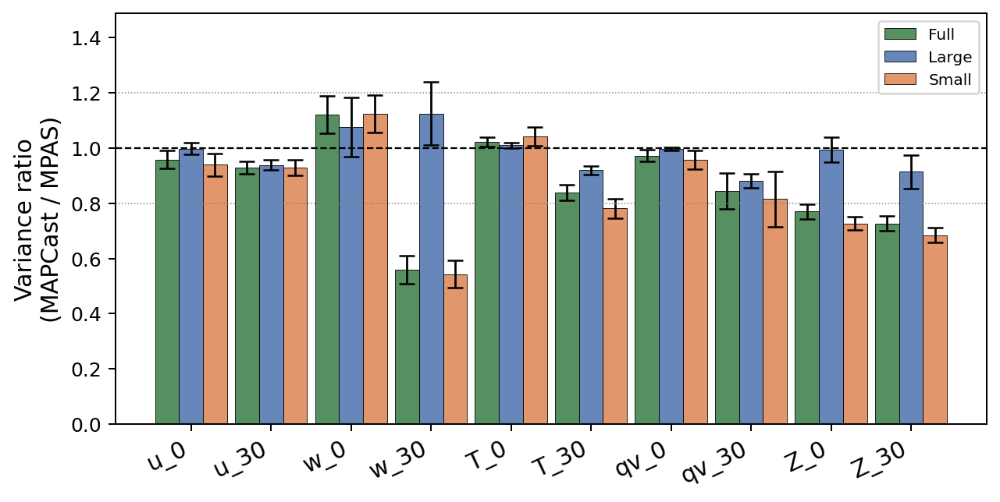 Variance ratio
(MAPCast / MPAS)
1.4
1.2
1.0
0.8
0.6
0.4
0.2
0.0
Full
Large
Small
u_0
u_30
w_0
w_30
T_0
T_30
qv_0
qv_30
Z_0
Z_30